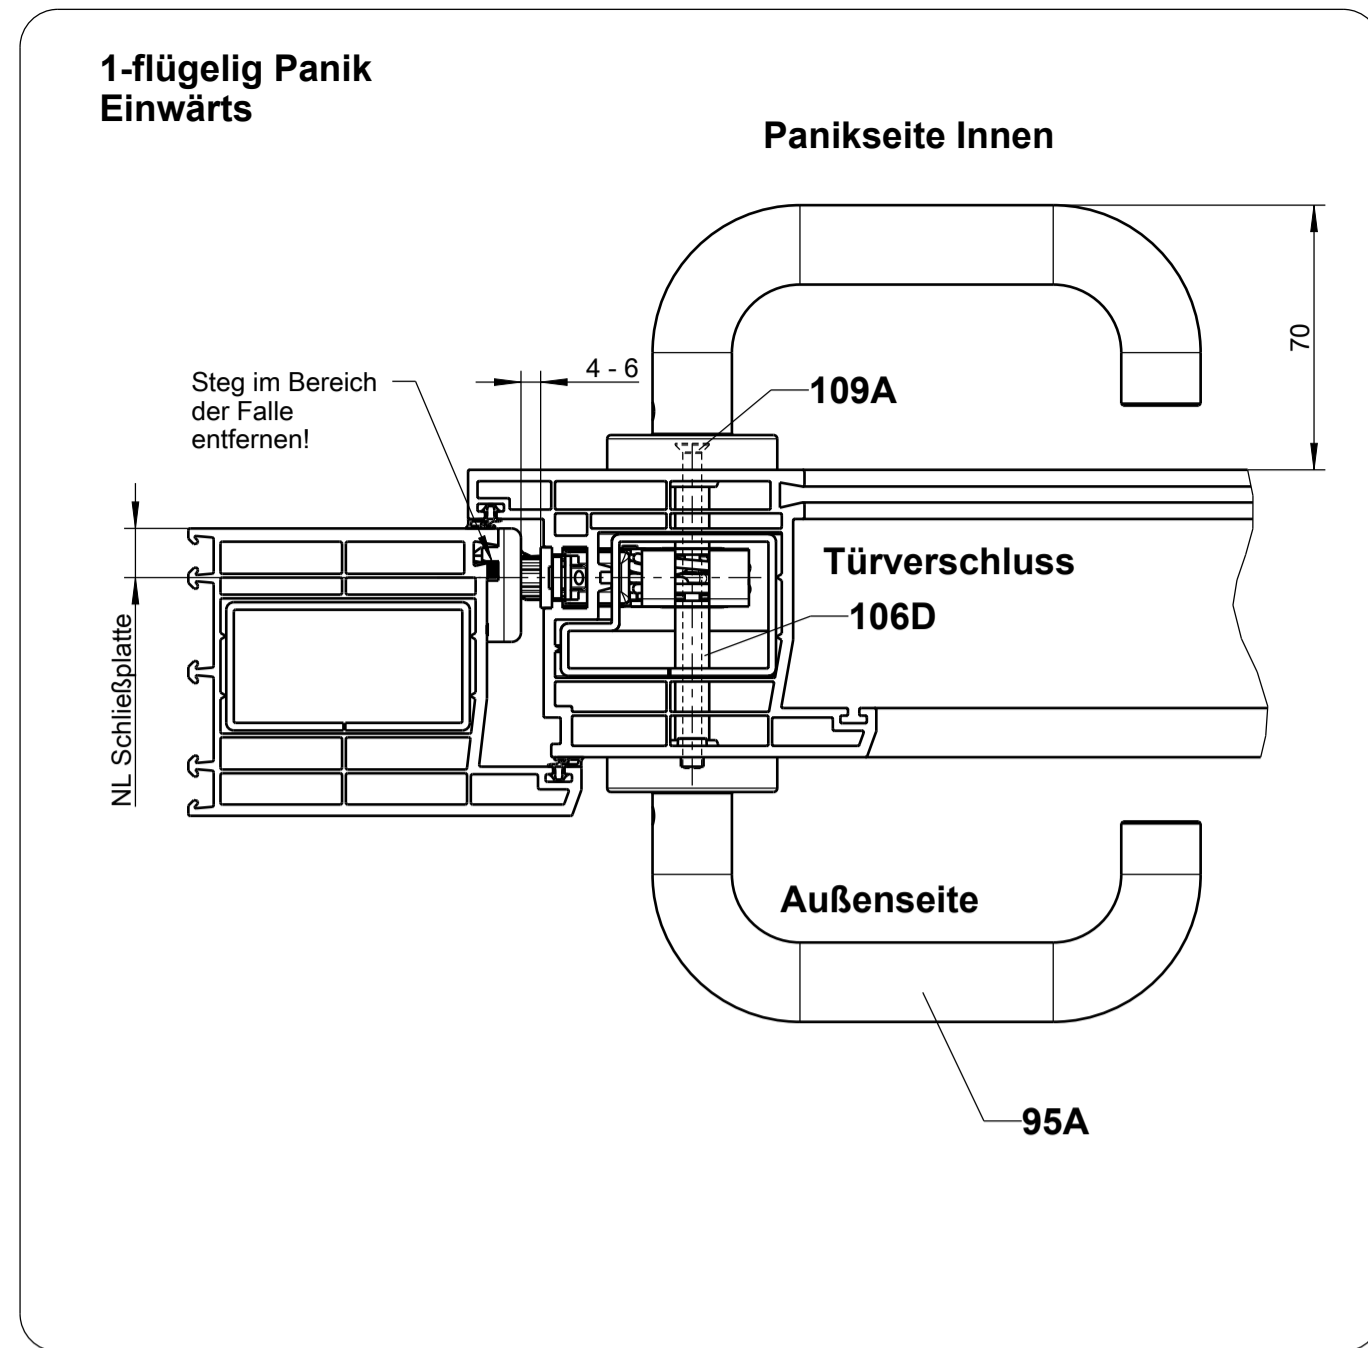 1-flügelig Panik
Einwärts
Panikseite Innen
70
4 - 6
Steg im Bereich
der Falle
entfernen!
109A
Türverschluss
106D
NL Schließplatte
Außenseite
95A